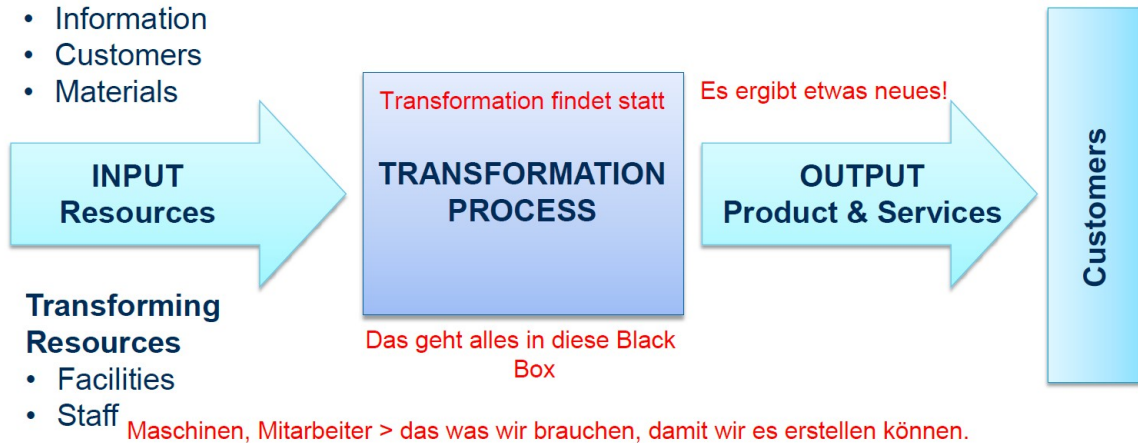 • Information
• Customers
• Materials
INPUT
Resources
Transforming
Resources
• Facilities
• Staff
Transformation findet statt
TRANSFORMATION
PROCESS
Das geht alles in diese Black
Box
Es ergibt etwas neues!
OUTPUT
Product & Services
Customers
Maschinen, Mitarbeiter > das was wir brauchen, damit wir es erstellen können.